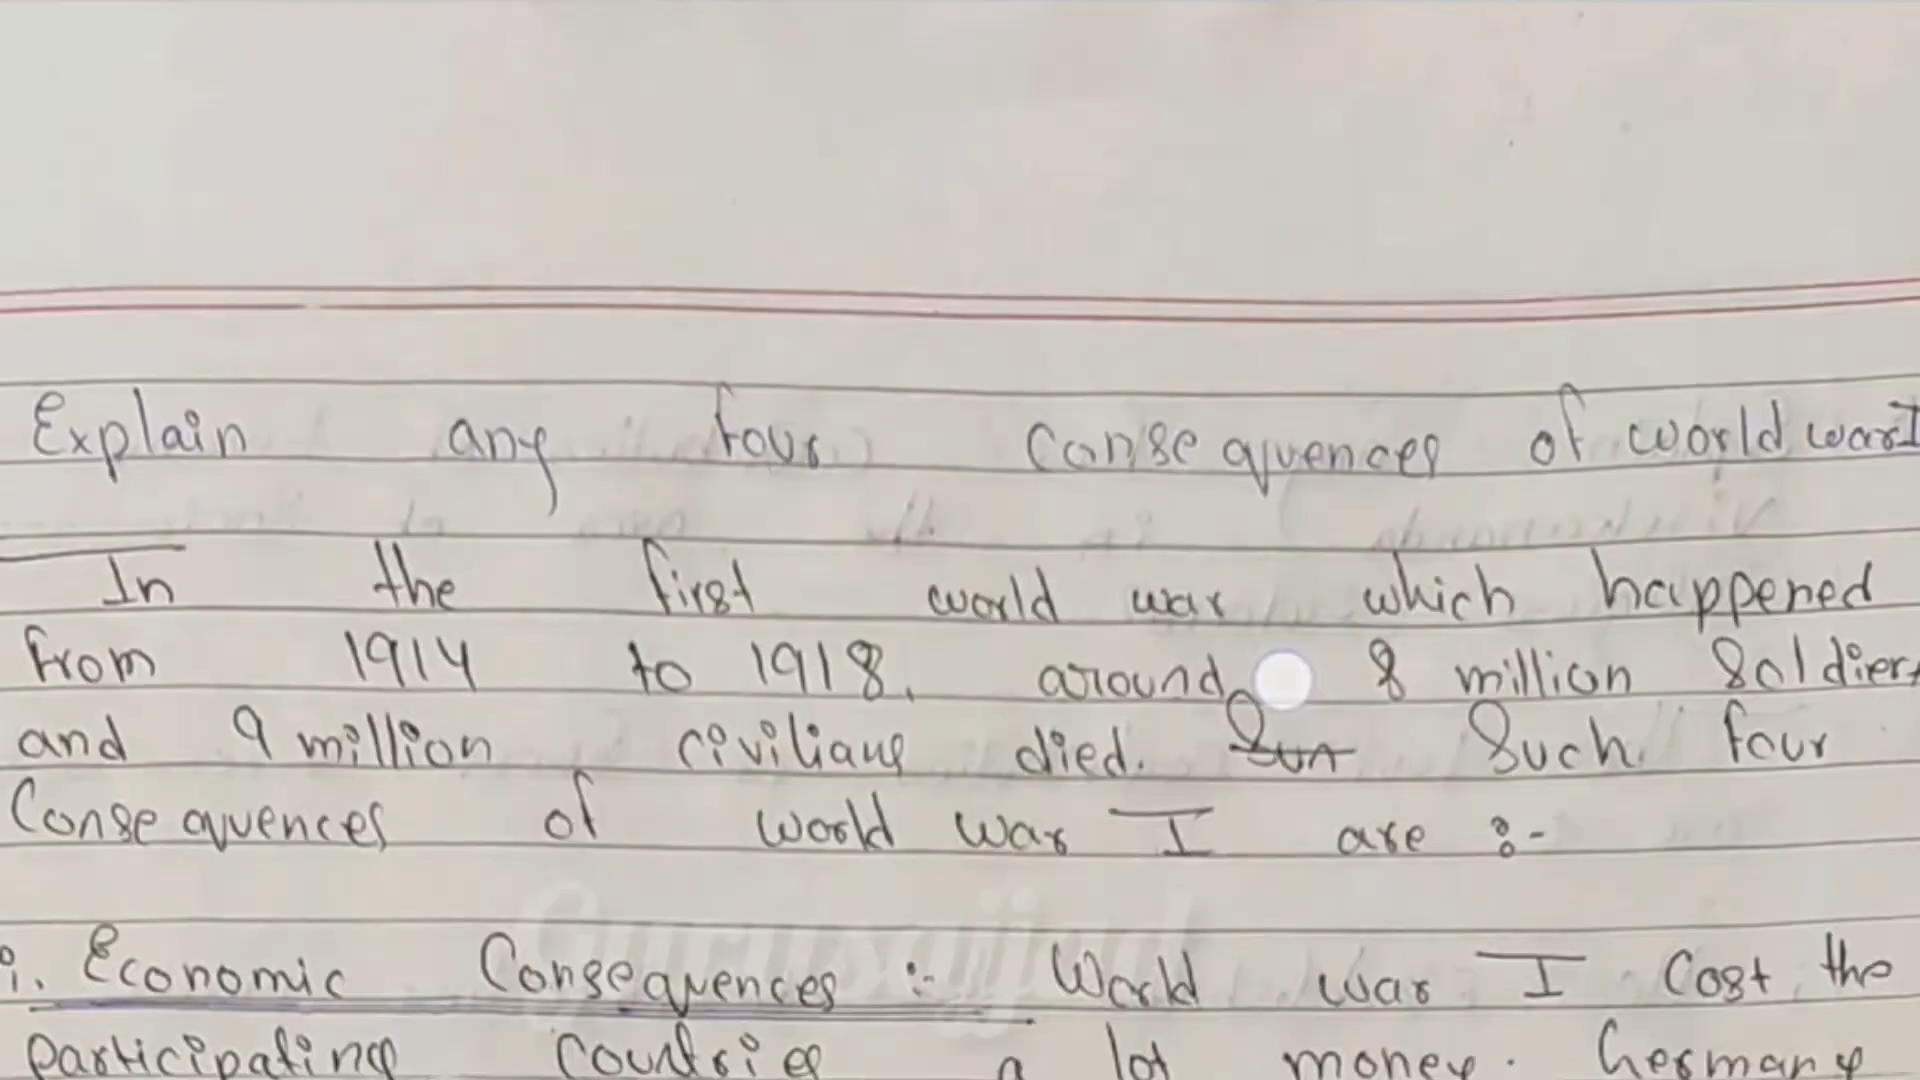 Explain any four Consequences of world war I
In the first world war which happened
from 1914 to 1918, around 8 million Soldiers
and 9 million civilians died. Such four
Consequences of world war I are :-
i. Economic Consequences :- World war I Cost the
participating countries a lot money. Germany